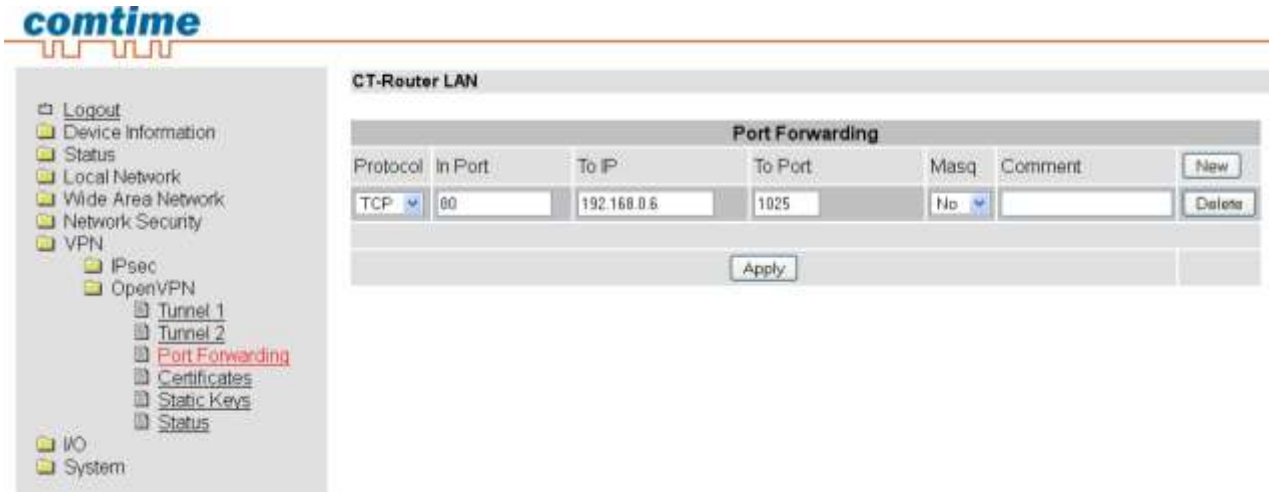 comtime
CT-Router LAN
Logout
Device Information
Status
Local Network
Wide Area Network
Network Security
VPN
IPsec
OpenVPN
Tunnel 1
Tunnel 2
Port Forwarding
Certificates
Static Keys
Status
I/O
System
Port Forwarding
Protocol In Port To IP To Port Masq Comment New
TCP 80 192.168.0.6 1025 No Delete
Apply